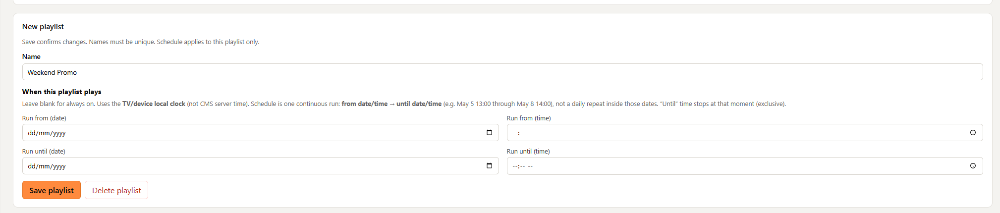 New playlist
Save confirms changes. Names must be unique. Schedule applies to this playlist only.
Name
Weekend Promo
When this playlist plays
Leave blank for always on. Uses the TV/device local clock (not CMS server time). Schedule is one continuous run: from date/time → until date/time (e.g. May 5 13:00 through May 8 14:00), not a daily repeat inside those dates. “Until” time stops at that moment (exclusive).
Run from (date)
Run from (time)
dd/mm/yyyy
--:-- --
Run until (date)
Run until (time)
dd/mm/yyyy
--:-- --
Save playlist
Delete playlist